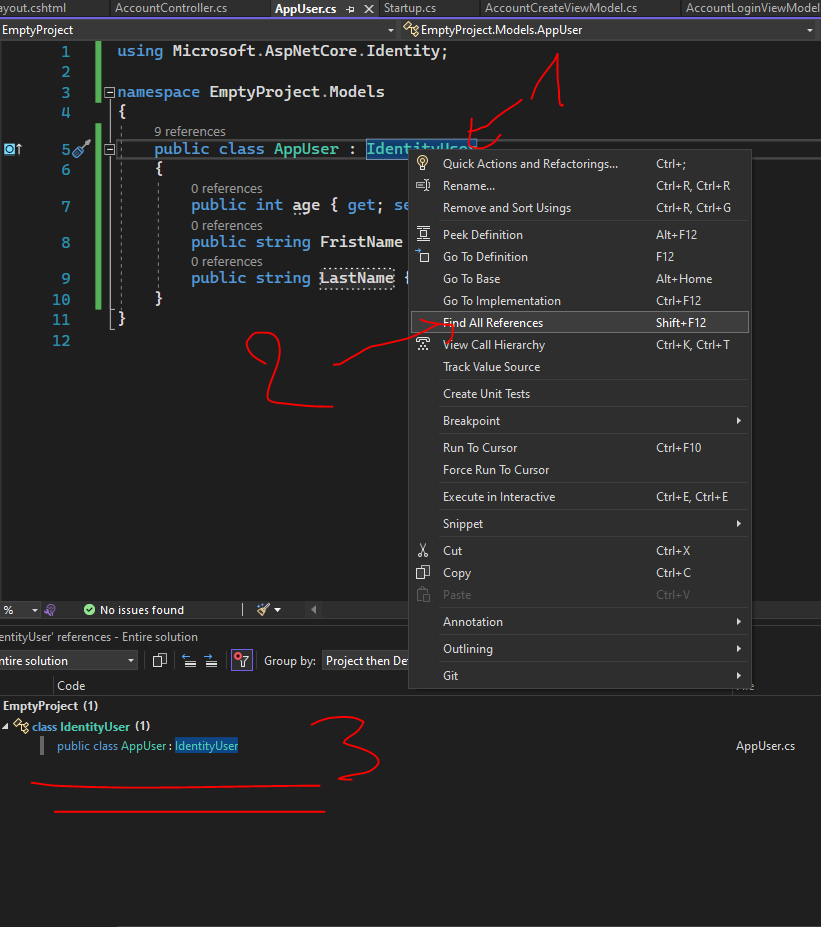 ayout.cshtml AccountController.cs AppUser.cs Startup.cs AccountCreateViewModel.cs AccountLoginViewModel
EmptyProject EmptyProject.Models.AppUser
1 using Microsoft.AspNetCore.Identity; 1
2
3 namespace EmptyProject.Models
4 {
9 references
5 public class AppUser : IdentityUser
6 {
0 references
7 public int age { get; se
0 references
8 public string FristName
0 references
9 public string LastName {
10 }
11 }
12
Quick Actions and Refactorings... Ctrl+;
Rename... Ctrl+R, Ctrl+R
Remove and Sort Usings Ctrl+R, Ctrl+G
Peek Definition Alt+F12
Go To Definition F12
Go To Base Alt+Home
Go To Implementation Ctrl+F12
Find All References Shift+F12
2
View Call Hierarchy Ctrl+K, Ctrl+T
Track Value Source
Create Unit Tests
Breakpoint
Run To Cursor Ctrl+F10
Force Run To Cursor
Execute in Interactive Ctrl+E, Ctrl+E
Snippet
Cut Ctrl+X
Copy Ctrl+C
Paste Ctrl+V
Annotation
Outlining
Git
% No issues found
entityUser' references - Entire solution
ntire solution Group by: Project then De
Code
EmptyProject (1)
class IdentityUser (1)
3
public class AppUser : IdentityUser AppUser.cs